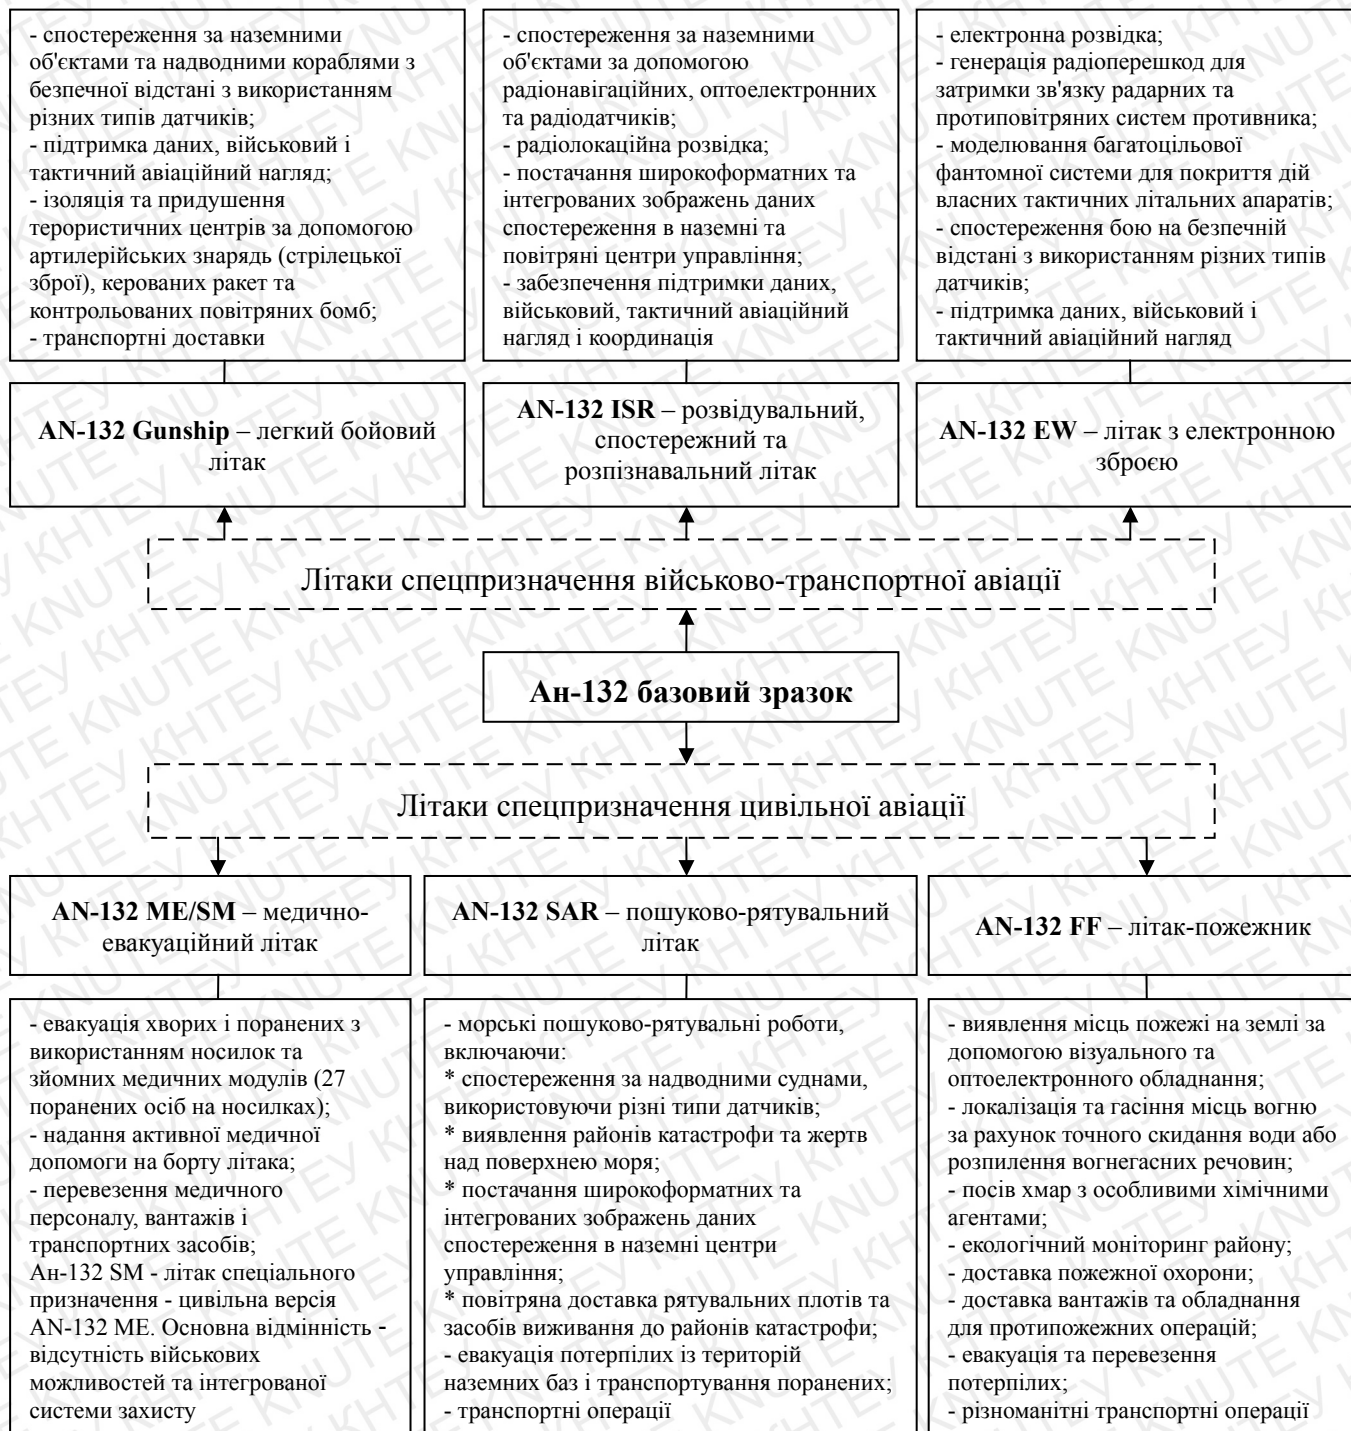 - спостереження за наземними
об'єктами та надводними кораблями з
безпечної відстані з використанням
різних типів датчиків;
- підтримка даних, військовий і
тактичний авіаційний нагляд;
- ізоляція та придушення
терористичних центрів за допомогою
артилерійських знарядь (стрілецької
зброї), керованих ракет та
контрольованих повітряних бомб;
- транспортні доставки
- спостереження за наземними
об'єктами за допомогою
радіонавігаційних, оптоелектронних
та радіодатчиків;
- радіолокаційна розвідка;
- постачання широкоформатних та
інтегрованих зображень даних
спостереження в наземні та
повітряні центри управління;
- забезпечення підтримки даних,
військовий, тактичний авіаційний
нагляд і координація
- електронна розвідка;
- генерація радіоперешкод для
затримки зв'язку радарних та
протиповітряних систем противника;
- моделювання багатоцільової
фантомної системи для покриття дій
власних тактичних літальних апаратів;
- спостереження бою на безпечній
відстані з використанням різних типів
датчиків;
- підтримка даних, військовий і
тактичний авіаційний нагляд
AN-132 Gunship – легкий бойовий
літак
AN-132 ISR – розвідувальний,
спостережний та
розпізнавальний літак
AN-132 EW – літак з електронною
зброєю
Літаки спецпризначення військово-транспортної авіації
Ан-132 базовий зразок
Літаки спецпризначення цивільної авіації
AN-132 ME/SM – медично-
евакуаційний літак
AN-132 SAR – пошуково-рятувальний
літак
AN-132 FF – літак-пожежник
- евакуація хворих і поранених з
використанням носилок та
зйомних медичних модулів (27
поранених осіб на носилках);
- надання активної медичної
допомоги на борту літака;
- перевезення медичного
персоналу, вантажів і
транспортних засобів;
Ан-132 SM - літак спеціального
призначення - цивільна версія
AN-132 ME. Основна відмінність -
відсутність військових
можливостей та інтегрованої
системи захисту
- морські пошуково-рятувальні роботи,
включаючи:
* спостереження за надводними суднами,
використовуючи різні типи датчиків;
* виявлення районів катастрофи та жертв
над поверхнею моря;
* постачання широкоформатних та
інтегрованих зображень даних
спостереження в наземні центри
управління;
* повітряна доставка рятувальних плотів та
засобів виживання до районів катастрофи;
- евакуація потерпілих із територій
наземних баз і транспортування поранених;
- транспортні операції
- виявлення місць пожежі на землі за
допомогою візуального та
оптоелектронного обладнання;
- локалізація та гасіння місць вогню
за рахунок точного скидання води або
розпилення вогнегасних речовин;
- посів хмар з особливими хімічними
агентами;
- екологічний моніторинг району;
- доставка пожежної охорони;
- доставка вантажів та обладнання
для протипожежних операцій;
- евакуація та перевезення
потерпілих;
- різноманітні транспортні операції